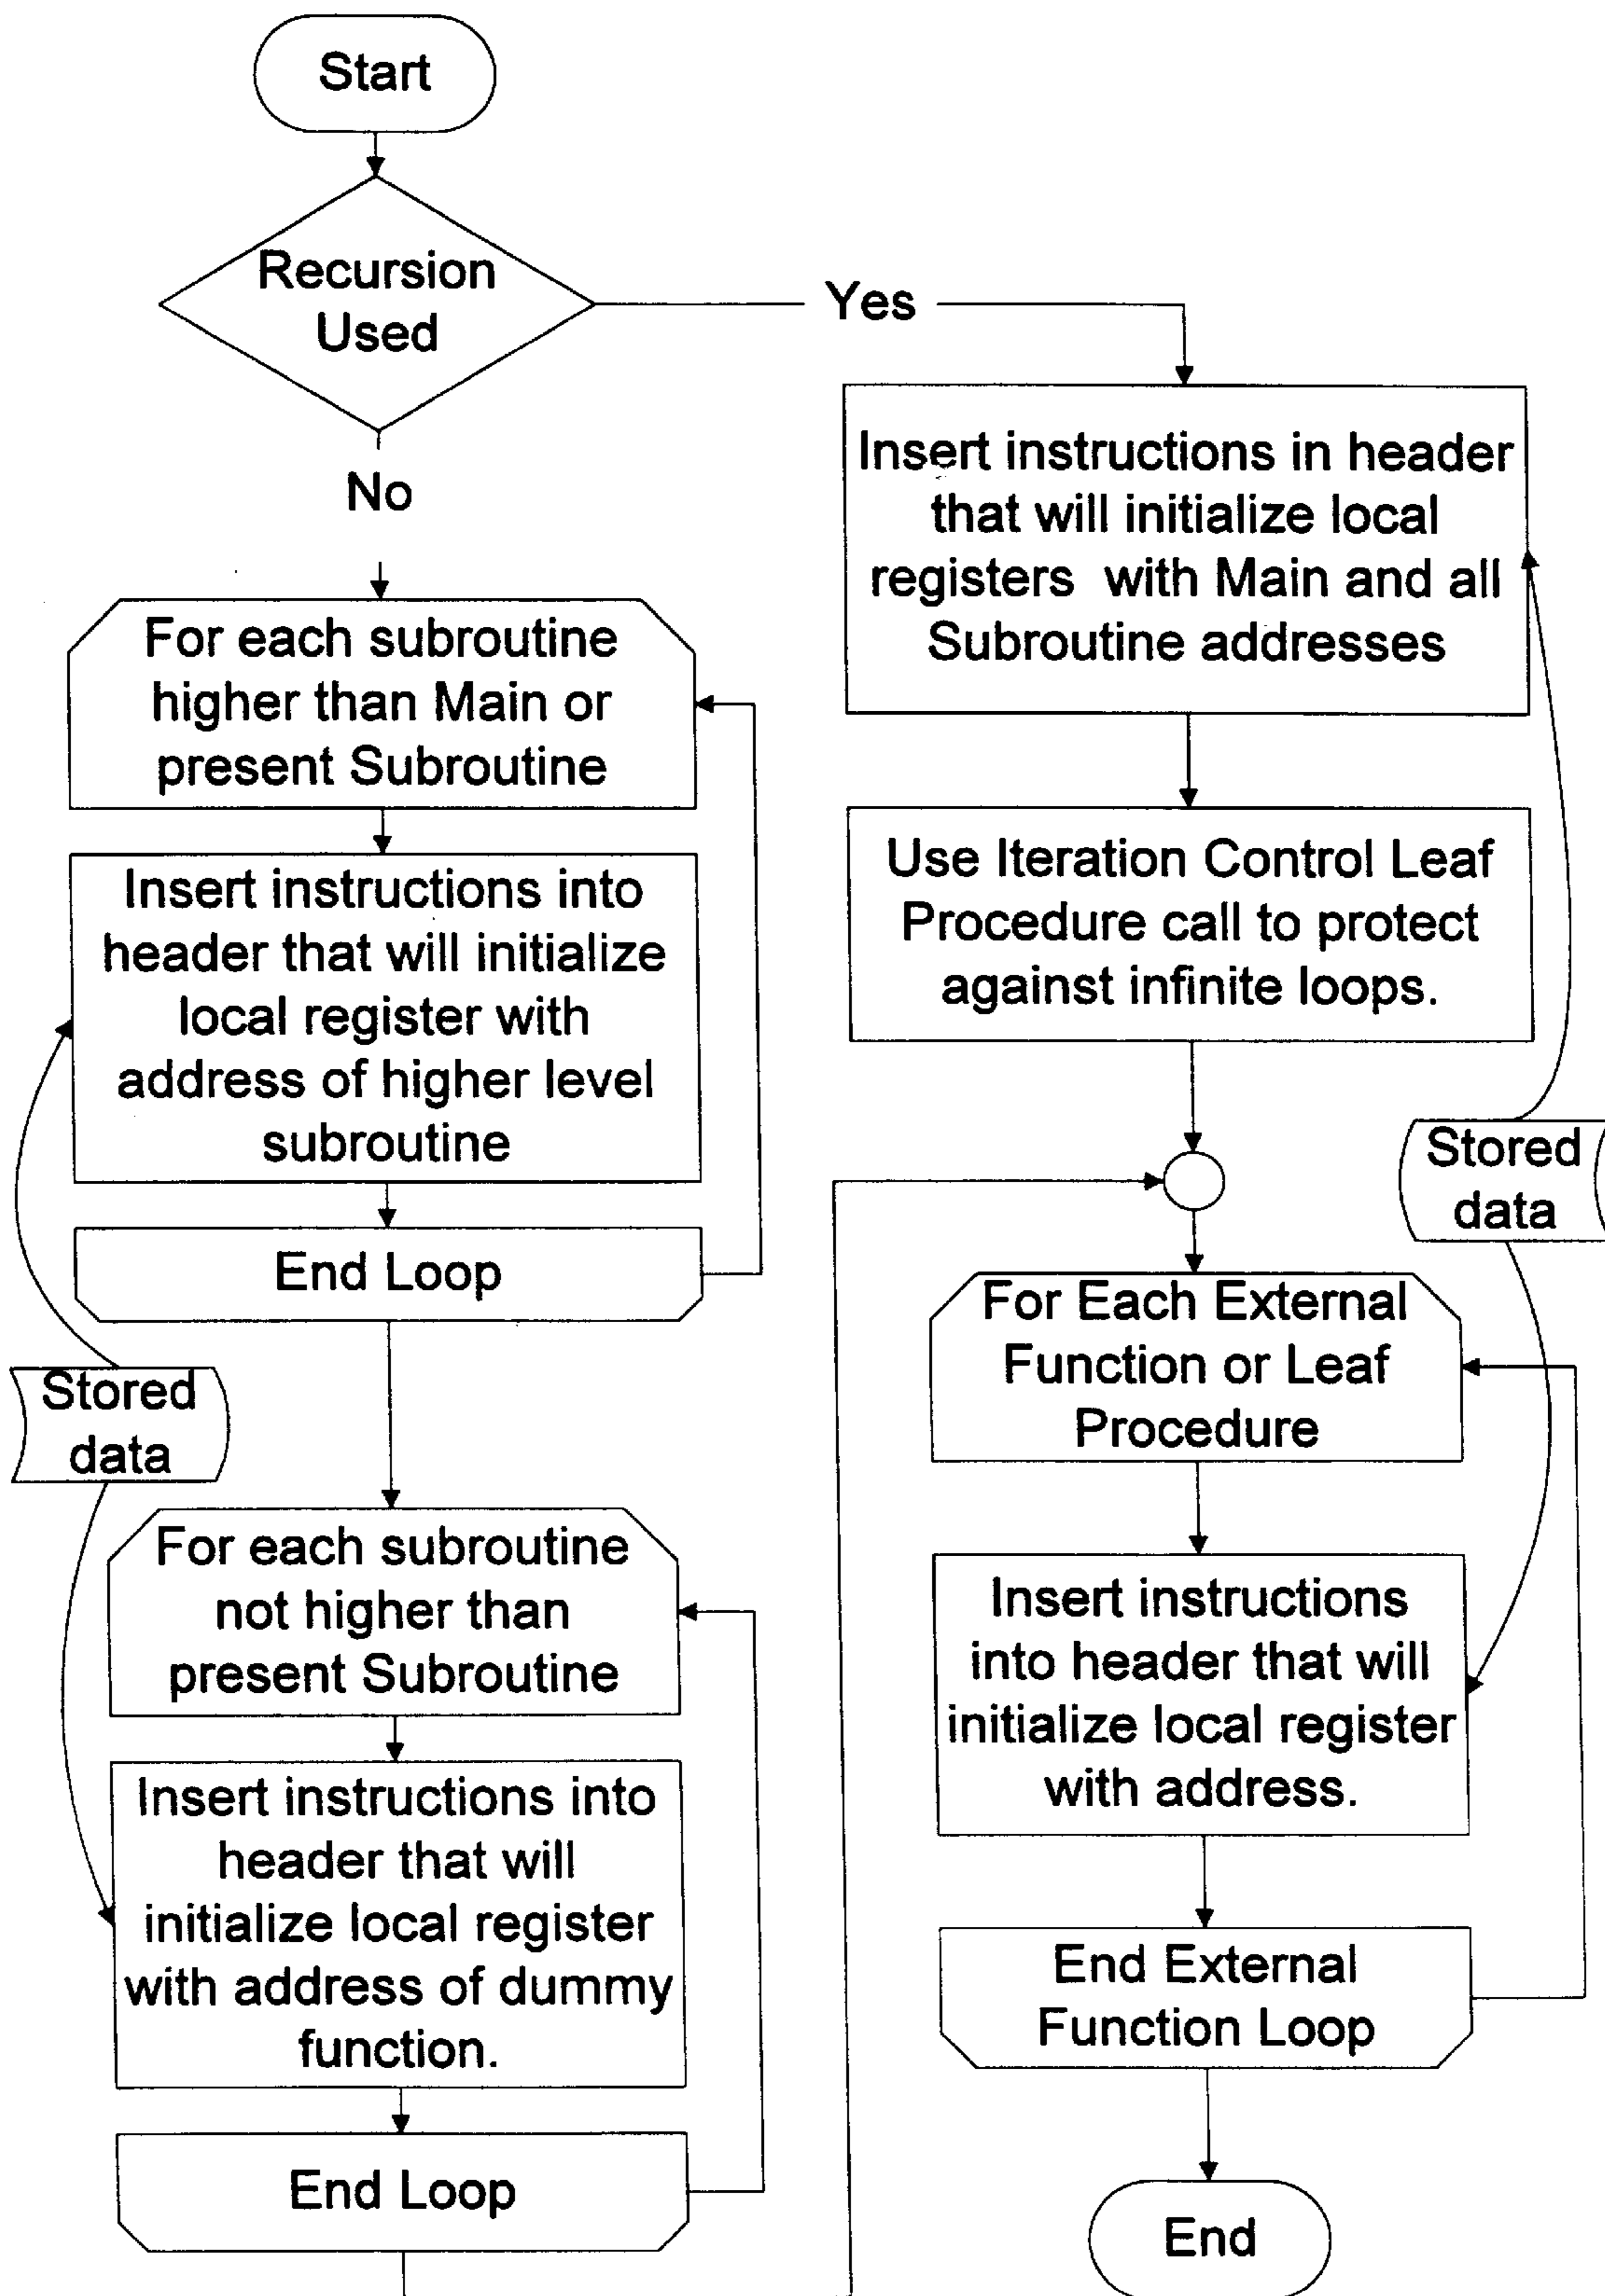 Start
Recursion
Used
Yes
No
Insert instructions in header
that will initialize local
registers with Main and all
Subroutine addresses
For each subroutine
higher than Main or
present Subroutine
Use Iteration Control Leaf
Procedure call to protect
against infinite loops.
Insert instructions into
header that will initialize
local register with
address of higher level
subroutine
End Loop
Stored
data
For Each External
Function or Leaf
Procedure
Stored
data
For each subroutine
not higher than
present Subroutine
Insert instructions
into header that will
initialize local register
with address.
Insert instructions into
header that will
initialize local register
with address of dummy
function.
End External
Function Loop
End Loop
End